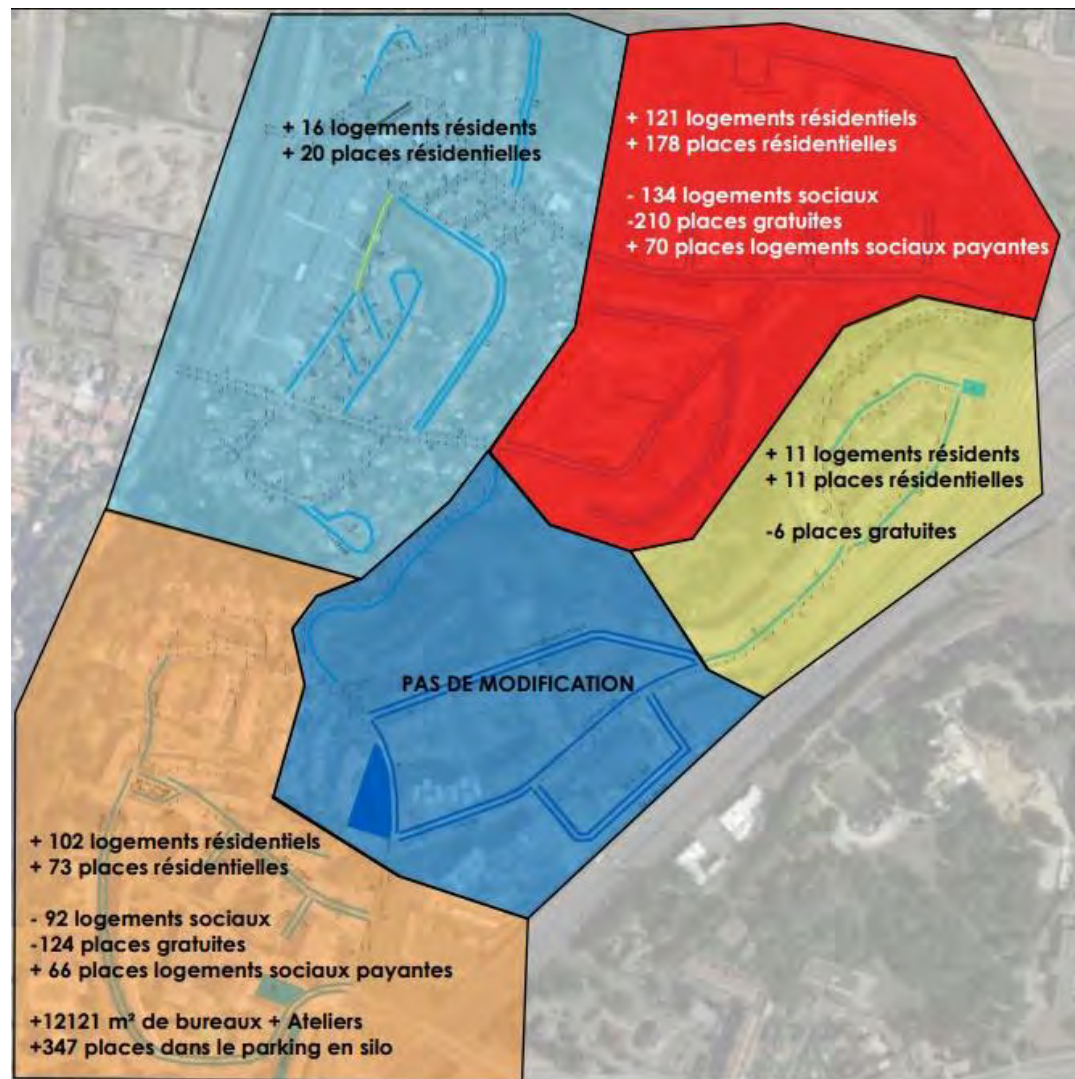 + 16 logements résidents
+ 20 places résidentielles
+ 121 logements résidentiels
+ 178 places résidentielles
- 134 logements sociaux
-210 places gratuites
+ 70 places logements sociaux payantes
+ 11 logements résidents
+ 11 places résidentielles
-6 places gratuites
PAS DE MODIFICATION
+ 102 logements résidentiels
+ 73 places résidentielles
- 92 logements sociaux
-124 places gratuites
+ 66 places logements sociaux payantes
+12121 m² de bureaux + Ateliers
+347 places dans le parking en silo